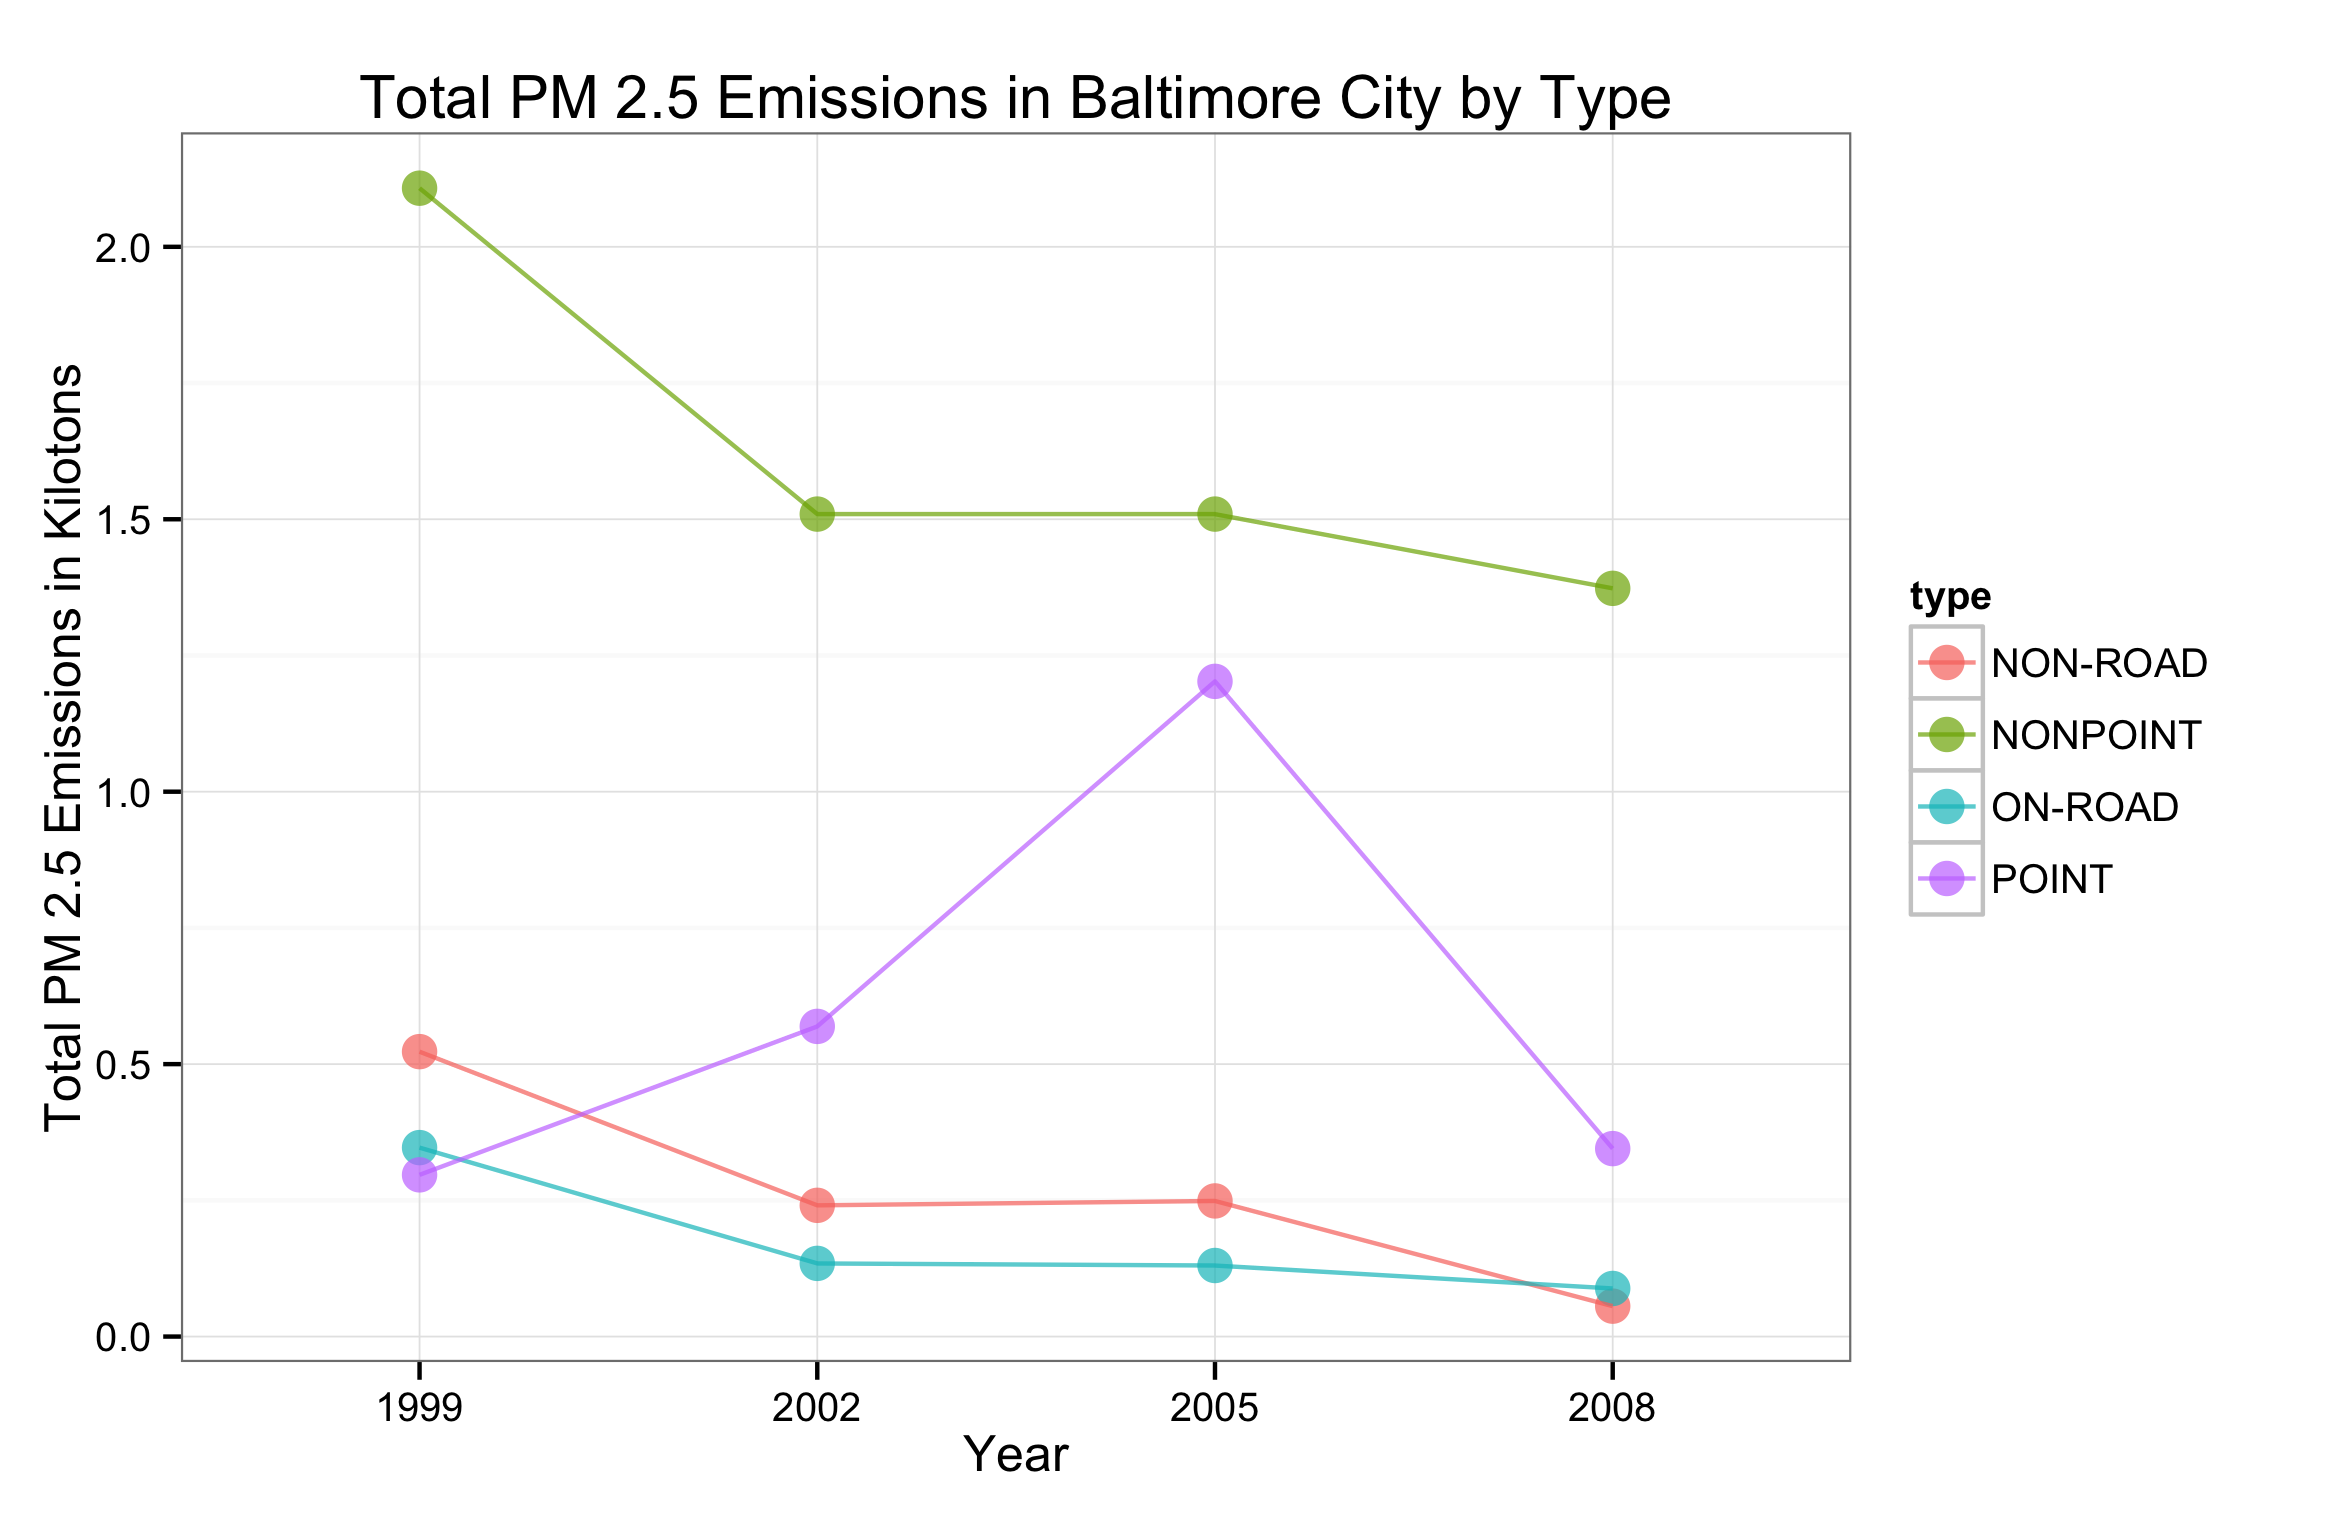 Total PM 2.5 Emissions in Baltimore City by Type
Total PM 2.5 Emissions in Kilotons
2.0
1.5
1.0
0.5
0.0
1999 2002 2005 2008
Year
type
NON-ROAD
NONPOINT
ON-ROAD
POINT